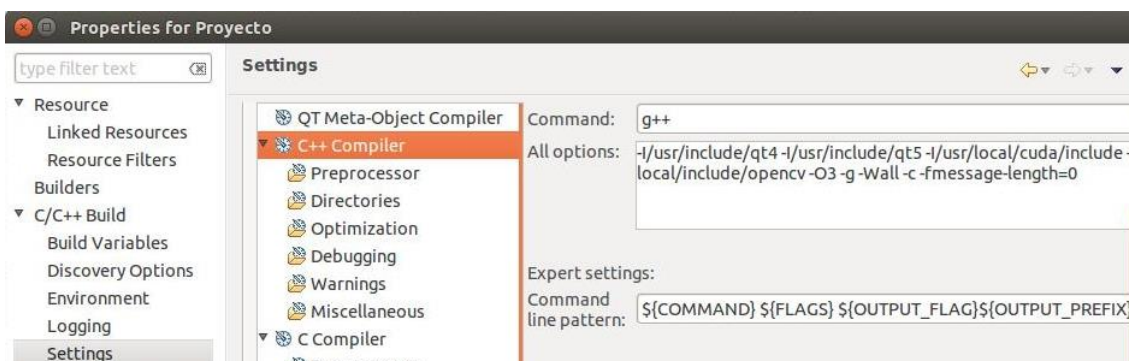 Properties for Proyecto
type filter text
Settings
Resource
Linked Resources
Resource Filters
Builders
C/C++ Build
Build Variables
Discovery Options
Environment
Logging
Settings
QT Meta-Object Compiler
C++ Compiler
Preprocessor
Directories
Optimization
Debugging
Warnings
Miscellaneous
C Compiler
Command:
g++
All options:
-I/usr/include/qt4 -I/usr/include/qt5 -I/usr/local/cuda/include -
local/include/opencv -O3 -g -Wall -c -fmessage-length=0
Expert settings:
Command
line pattern:
${COMMAND} ${FLAGS} ${OUTPUT_FLAG}${OUTPUT_PREFIX}